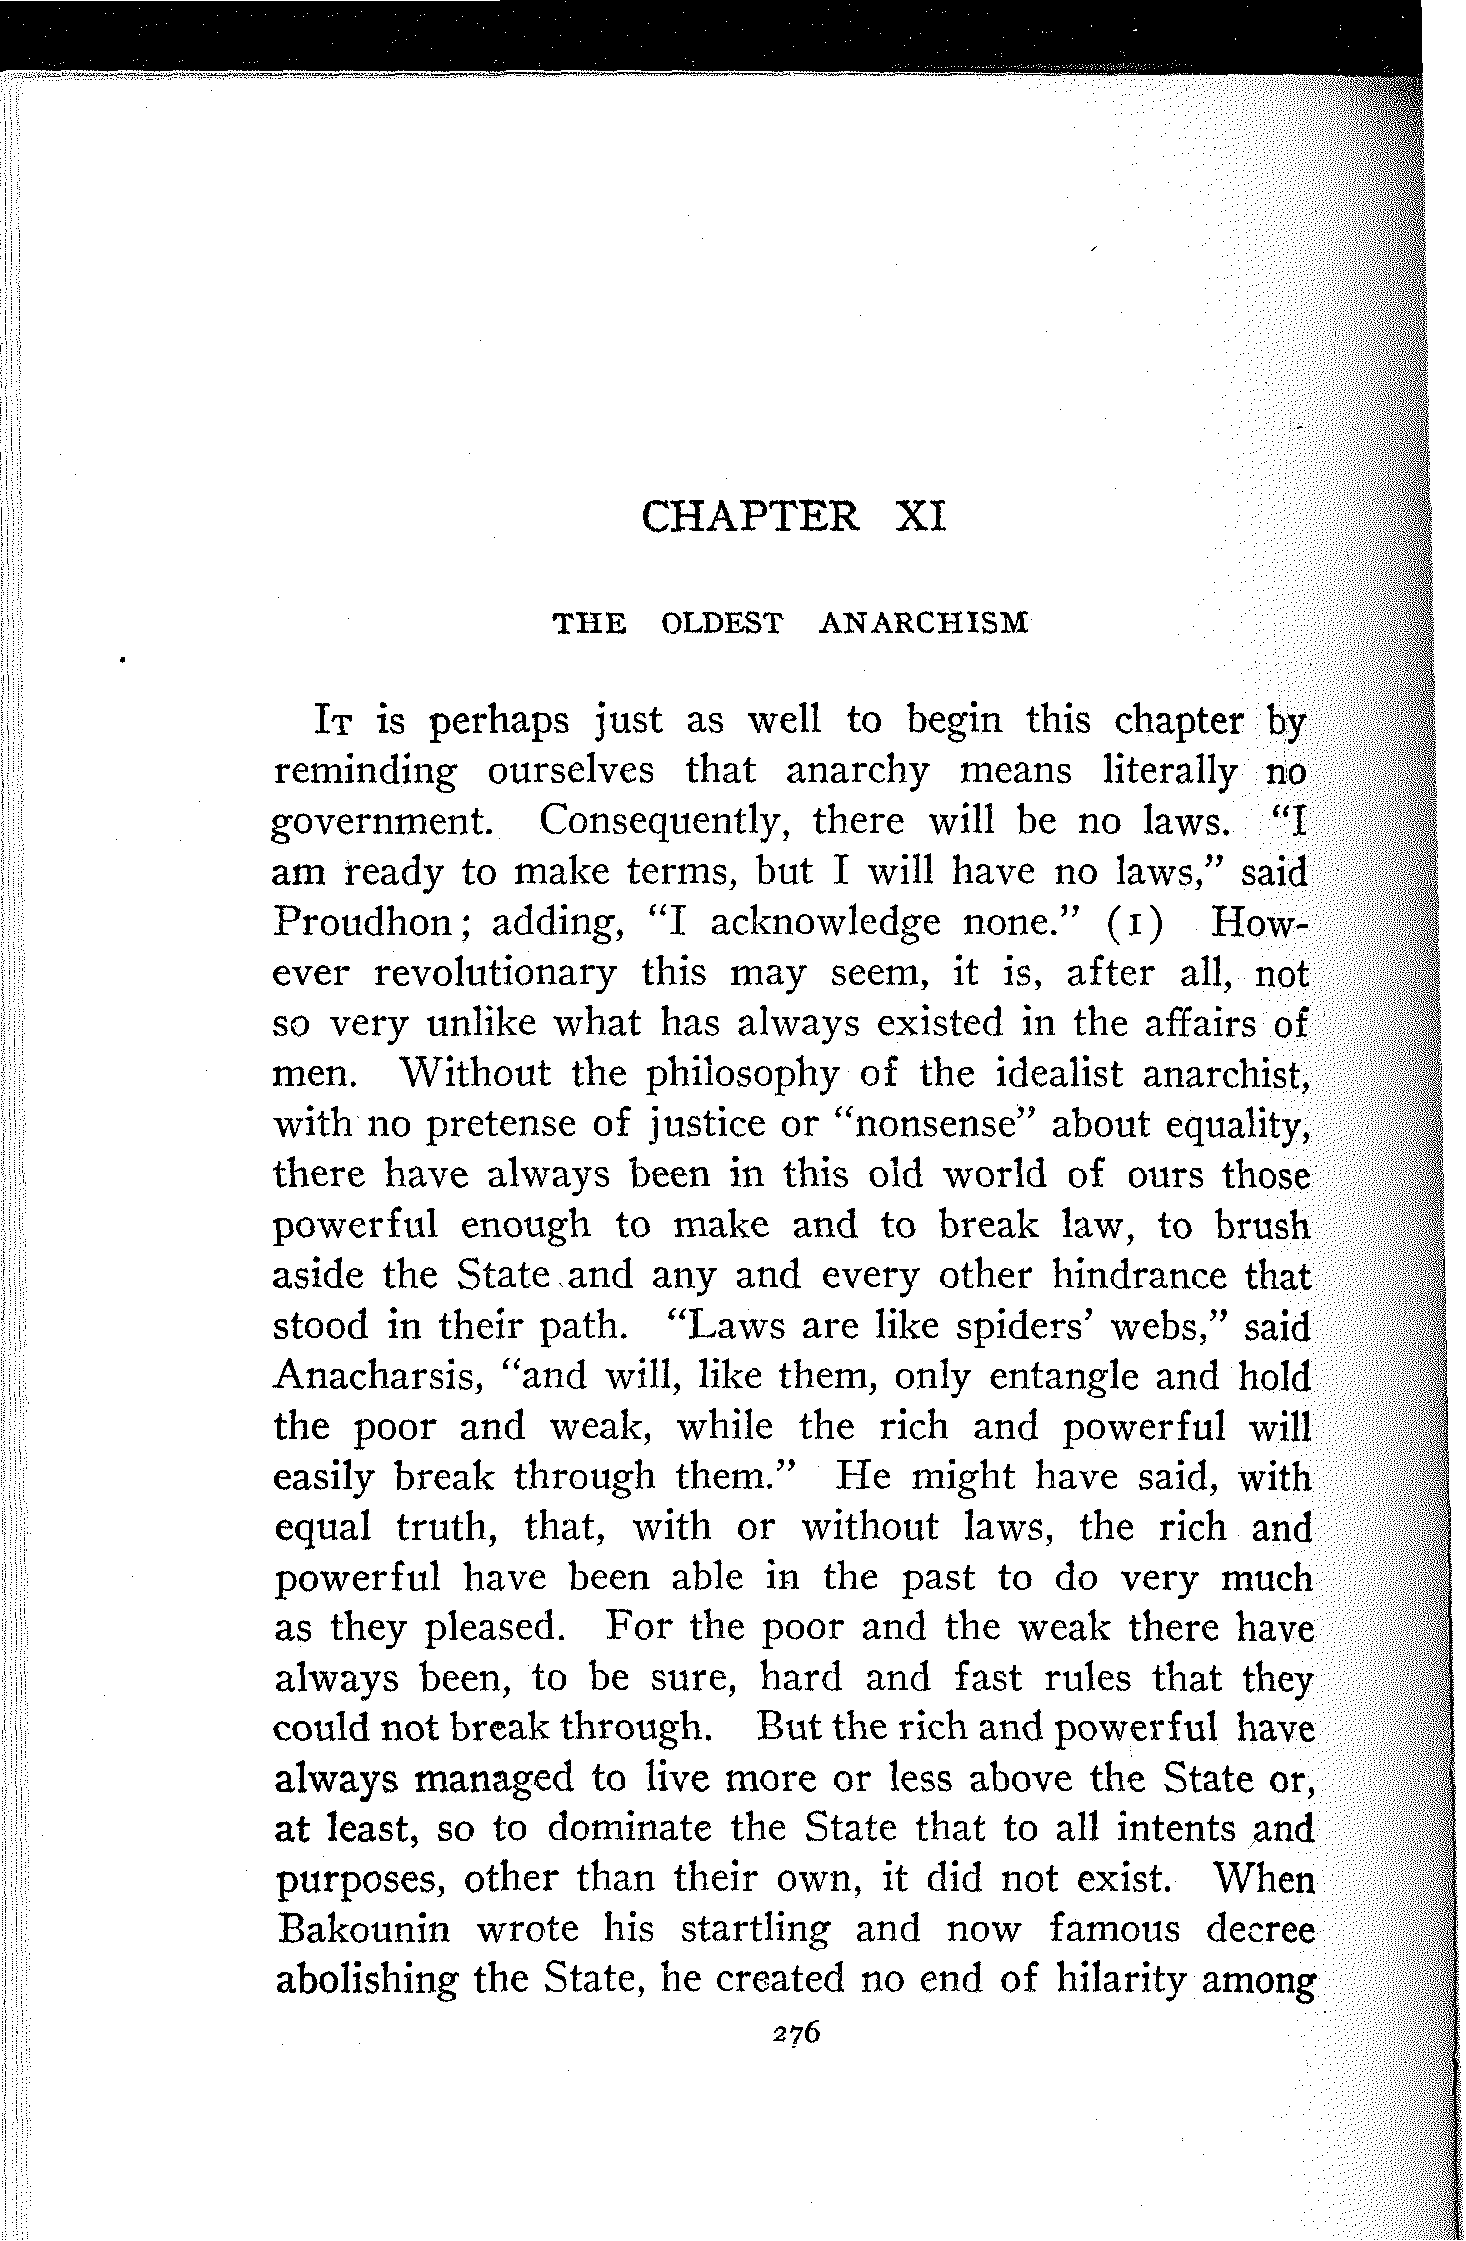 CHAPTER XI
THE OLDEST ANARCHISM
IT is perhaps just as well to begin this chapter by
reminding ourselves that anarchy means literally no
government. Consequently, there will be no laws. “I
am ready to make terms, but I will have no laws,” said
Proudhon; adding, “I acknowledge none.” (1) How-
ever revolutionary this may seem, it is, after all, not
so very unlike what has always existed in the affairs of
men. Without the philosophy of the idealist anarchist,
with no pretense of justice or “nonsense” about equality,
there have always been in this old world of ours those
powerful enough to make and to break law, to brush
aside the State and any and every other hindrance that
stood in their path. “Laws are like spiders’ webs,” said
Anacharsis, “and will, like them, only entangle and hold
the poor and weak, while the rich and powerful will
easily break through them.” He might have said, with
equal truth, that, with or without laws, the rich and
powerful have been able in the past to do very much
as they pleased. For the poor and the weak there have
always been, to be sure, hard and fast rules that they
could not break through. But the rich and powerful have
always managed to live more or less above the State or,
at least, so to dominate the State that to all intents and
purposes, other than their own, it did not exist. When
Bakounin wrote his startling and now famous decree
abolishing the State, he created no end of hilarity among
276